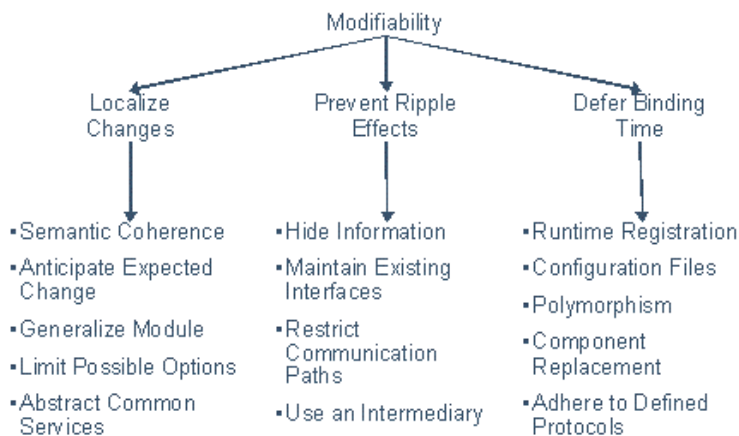 Modifiability
Localize
Changes
Prevent Ripple
Effects
Defer Binding
Time
▪Semantic Coherence
▪Anticipate Expected
Change
▪Generalize Module
▪Limit Possible Options
▪Abstract Common
Services
▪Hide Information
▪Maintain Existing
Interfaces
▪Restrict
Communication
Paths
▪Use an Intermediary
▪Runtime Registration
▪Configuration Files
▪Polymorphism
▪Component
Replacement
▪Adhere to Defined
Protocols